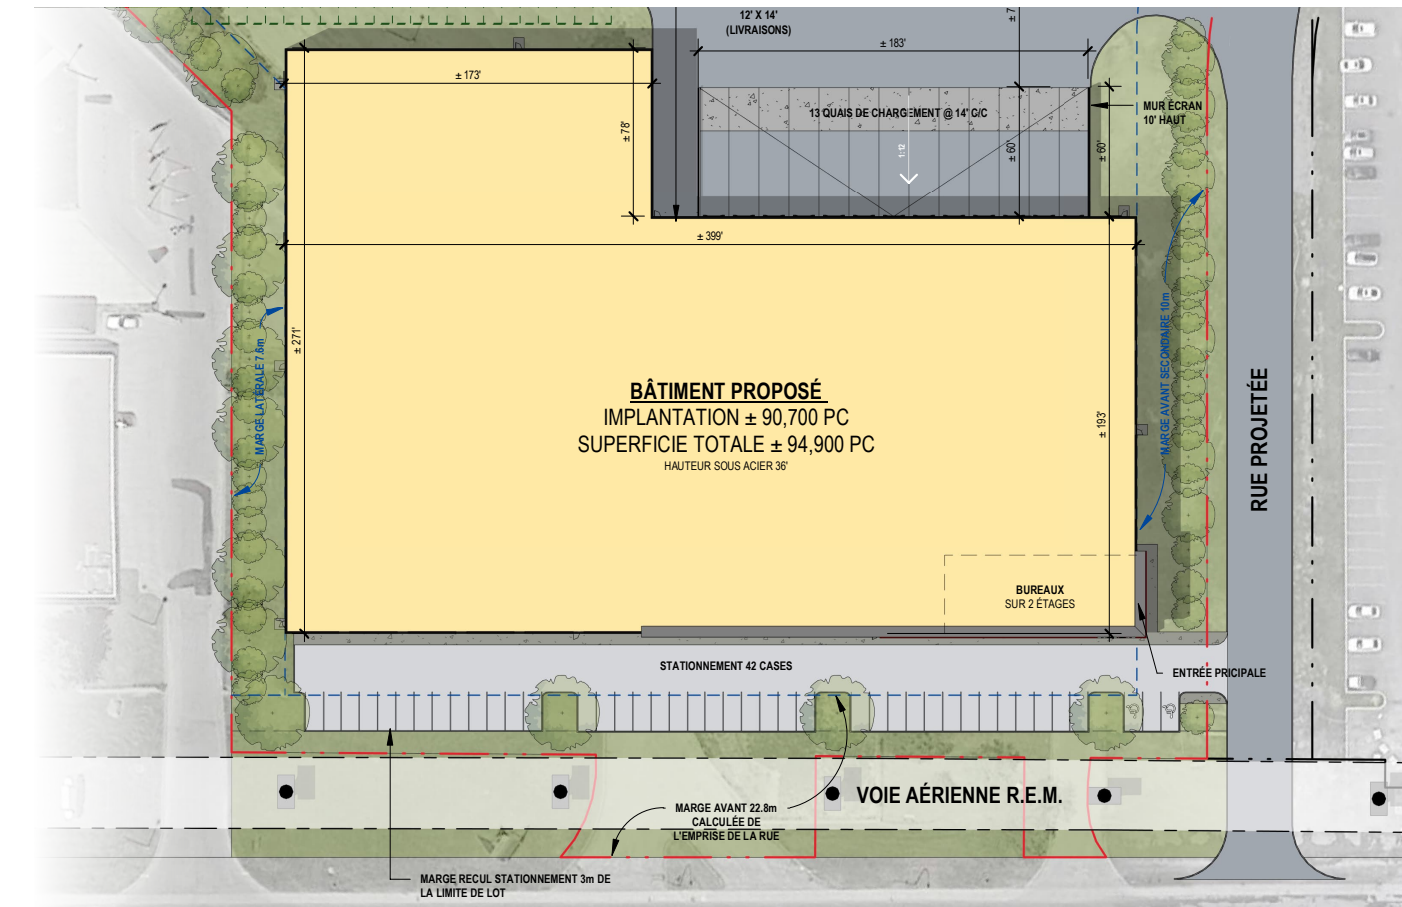 12' X 14'
(LIVRAISONS)
± 7
± 183'
± 173'
± 78'
13 QUAIS DE CHARGEMENT @ 14' C/C
MUR ÉCRAN
10' HAUT
1:12
± 60'
± 60'
± 399'
± 271'
MARGE LATÉRALE 7.6m
MARGE AVANT SECONDAIRE 10m
BÂTIMENT PROPOSÉ
IMPLANTATION ± 90,700 PC
SUPERFICIE TOTALE ± 94,900 PC
HAUTEUR SOUS ACIER 36'
± 193'
RUE PROJETÉE
BUREAUX
SUR 2 ÉTAGES
STATIONNEMENT 42 CASES
ENTRÉE PRICIPALE
VOIE AÉRIENNE R.E.M.
MARGE AVANT 22.8m
CALCULÉE DE
L'EMPRISE DE LA RUE
MARGE RECUL STATIONNEMENT 3m DE
LA LIMITE DE LOT